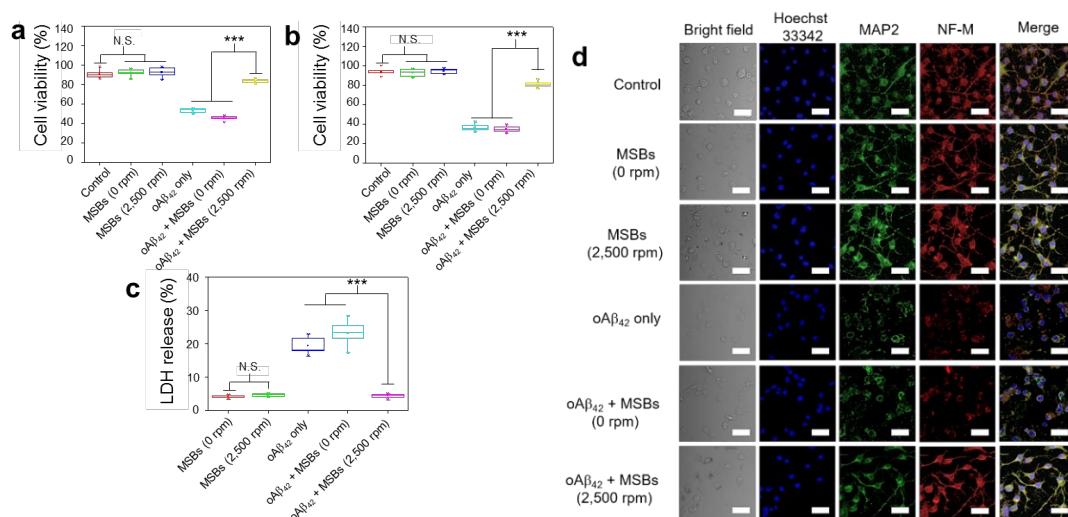 a
Cell viability (%)
140
120
100
80
60
40
20
0
N.S.
***
Control
MSBs (0 rpm)
MSBs (2,500 rpm)
oAβ₄₂ only
oAβ₄₂ + MSBs (0 rpm)
oAβ₄₂ + MSBs (2,500 rpm)
b
Cell viability (%)
140
120
100
80
60
40
20
0
N.S.
***
Control
MSBs (0 rpm)
MSBs (2,500 rpm)
oAβ₄₂ only
oAβ₄₂ + MSBs (0 rpm)
oAβ₄₂ + MSBs (2,500 rpm)
c
LDH release (%)
40
30
20
10
0
N.S.
***
MSBs (0 rpm)
MSBs (2,500 rpm)
oAβ₄₂ only
oAβ₄₂ + MSBs (0 rpm)
oAβ₄₂ + MSBs (2,500 rpm)
d
Bright field
Hoechst
33342
MAP2
NF-M
Merge
Control
MSBs
(0 rpm)
MSBs
(2,500 rpm)
oAβ₄₂ only
oAβ₄₂ + MSBs
(0 rpm)
oAβ₄₂ + MSBs
(2,500 rpm)